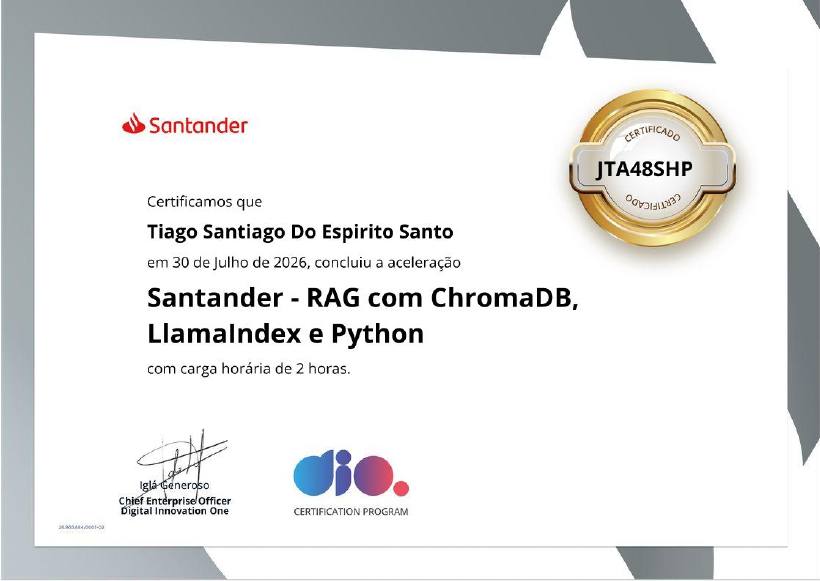 Santander
CERTIFICADO
JTA48SHP
CERTIFICADO
Certificamos que
Tiago Santiago Do Espirito Santo
em 30 de Julho de 2026, concluiu a aceleração
Santander - RAG com ChromaDB,
LlamaIndex e Python
com carga horária de 2 horas.
Iglá Generoso
Chief Enterprise Officer
Digital Innovation One
dio.
CERTIFICATION PROGRAM